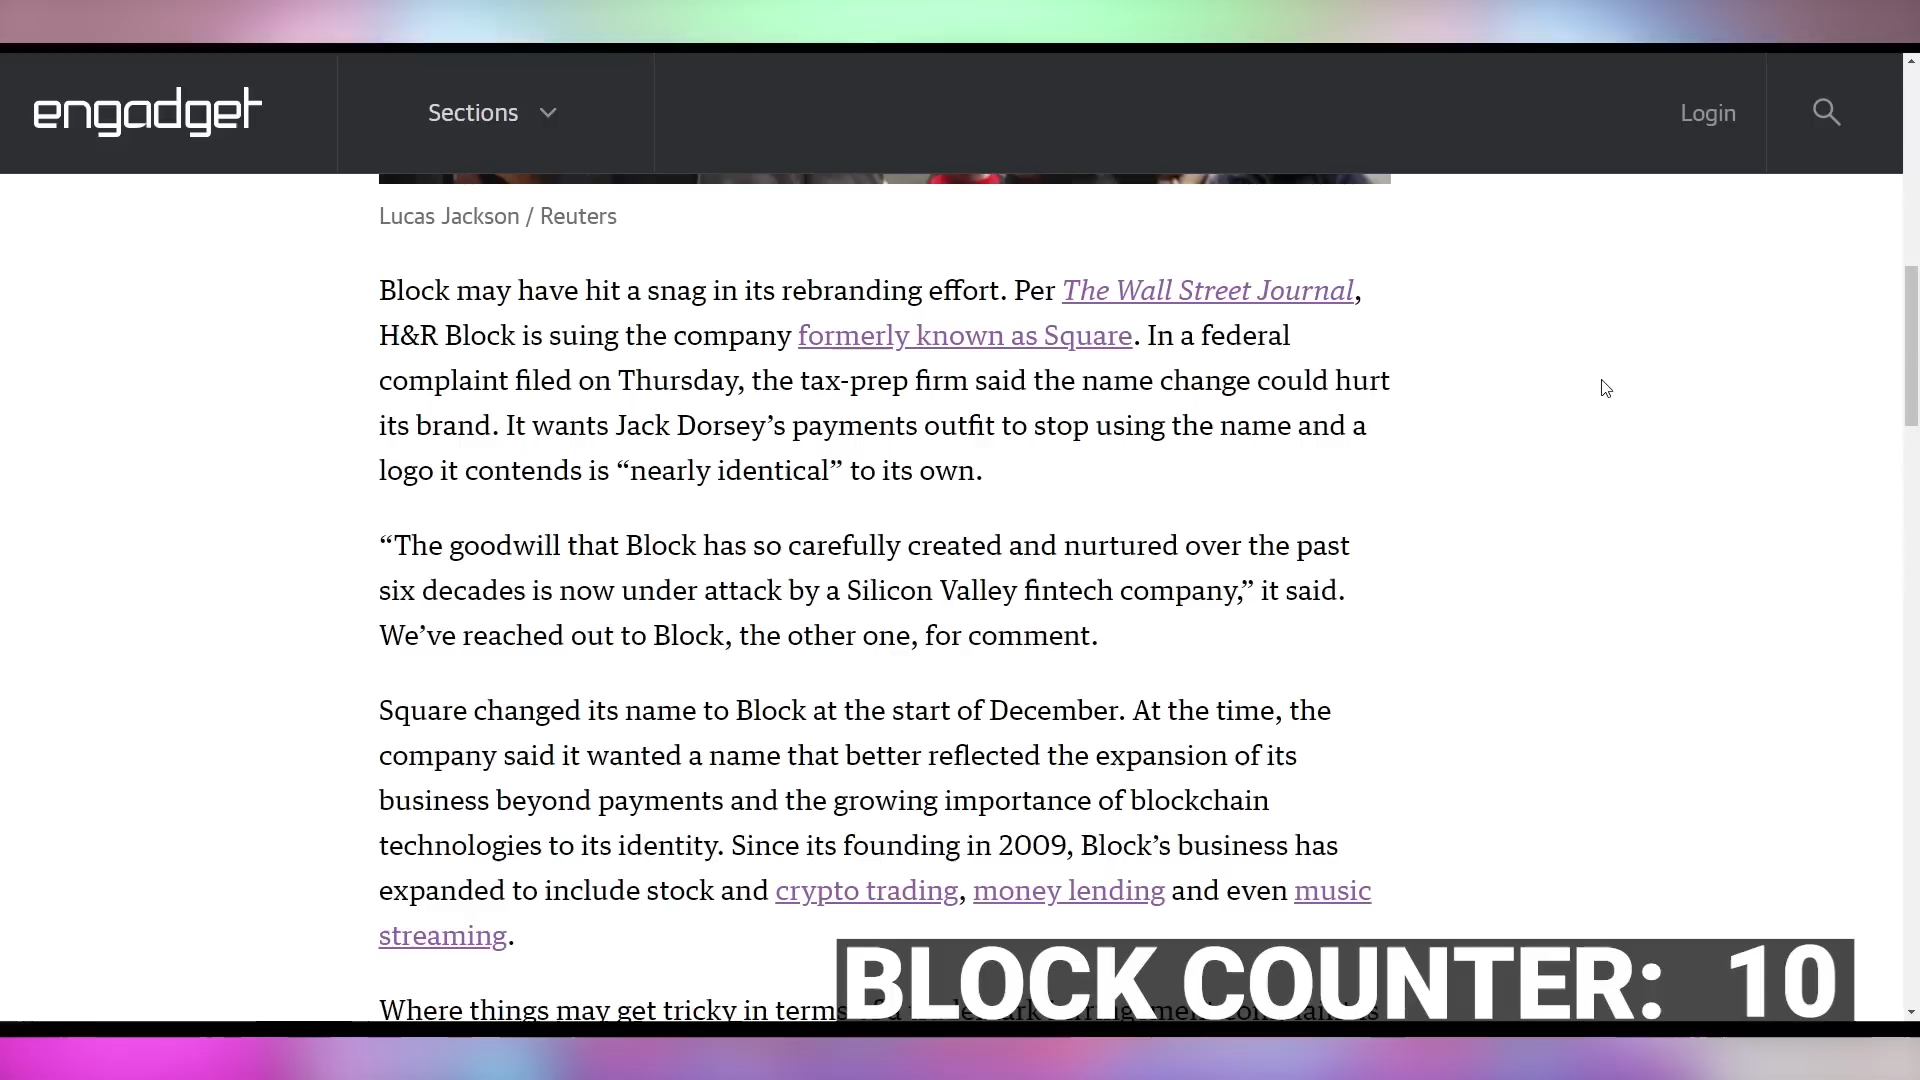 engadget
Sections
Login
Lucas Jackson / Reuters
Block may have hit a snag in its rebranding effort. Per The Wall Street Journal,
H&R Block is suing the company formerly known as Square. In a federal
complaint filed on Thursday, the tax-prep firm said the name change could hurt
its brand. It wants Jack Dorsey’s payments outfit to stop using the name and a
logo it contends is “nearly identical” to its own.
“The goodwill that Block has so carefully created and nurtured over the past
six decades is now under attack by a Silicon Valley fintech company,” it said.
We’ve reached out to Block, the other one, for comment.
Square changed its name to Block at the start of December. At the time, the
company said it wanted a name that better reflected the expansion of its
business beyond payments and the growing importance of blockchain
technologies to its identity. Since its founding in 2009, Block’s business has
expanded to include stock and crypto trading, money lending and even music
streaming.
Where things may get tricky in terms
BLOCK COUNTER: 10